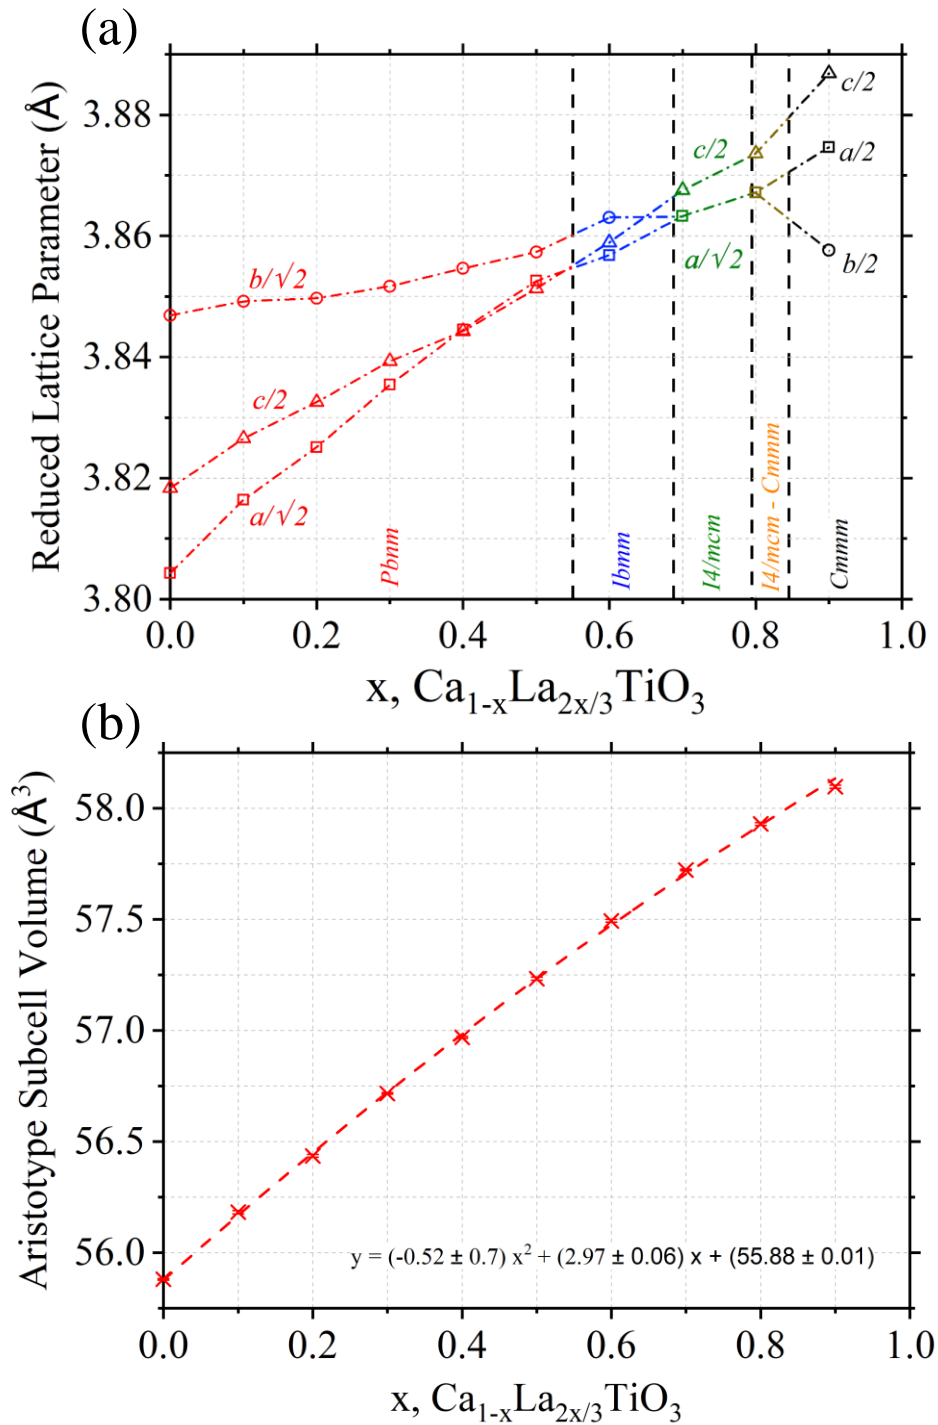 (a)
Reduced Lattice Parameter (Å)
3.88
3.86
3.84
3.82
3.80
c/2
a/2
b/2
c/2
a/√2
b/√2
c/2
a/√2
Pbnm
Ibmm
I4/mcm
I4/mcm - Cmmm
Cmmm
0.0 0.2 0.4 0.6 0.8 1.0
x, Ca₁₋ₓLa₂ₓ/₃TiO₃
(b)
Aristotype Subcell Volume (Å³)
58.0
57.5
57.0
56.5
56.0
y = (-0.52 ± 0.7) x² + (2.97 ± 0.06) x + (55.88 ± 0.01)
0.0 0.2 0.4 0.6 0.8 1.0
x, Ca₁₋ₓLa₂ₓ/₃TiO₃